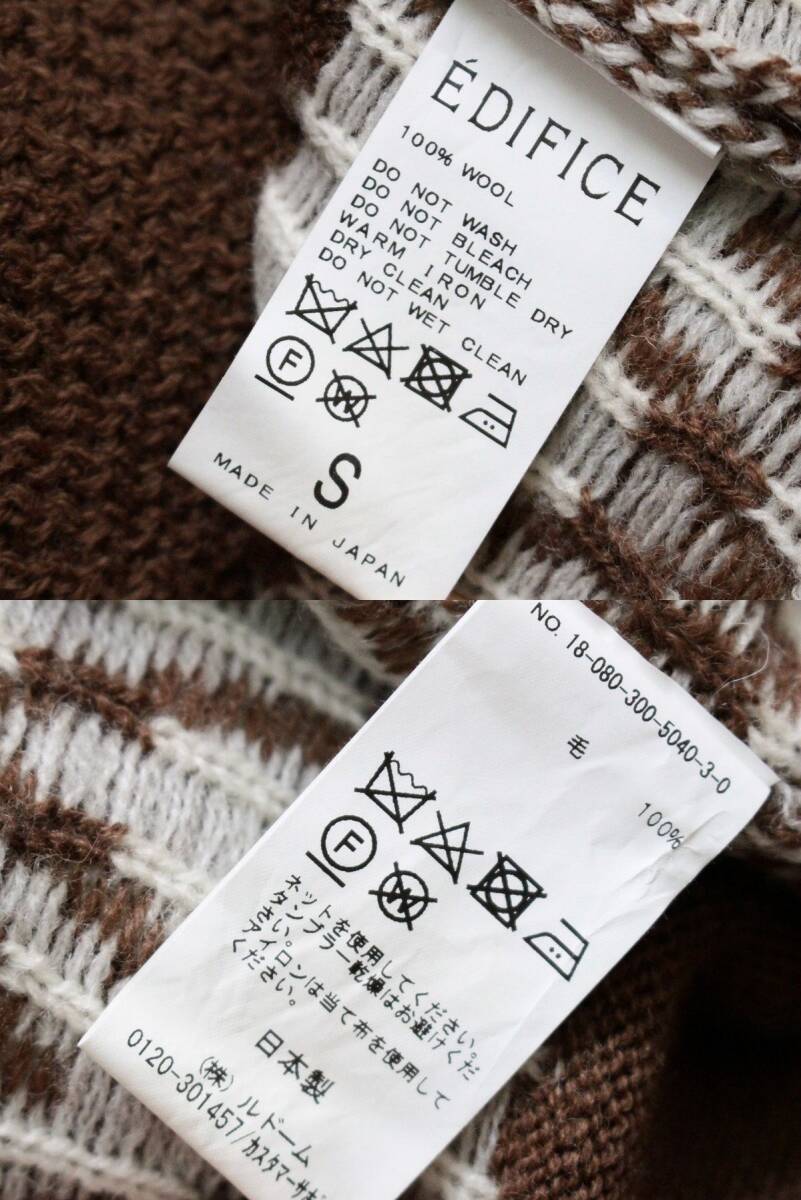 ÉDIFICE
100% WOOL
DO NOT WASH
DO NOT BLEACH
DO NOT TUMBLE DRY
WARM IRON
DRY CLEAN
DO NOT WET CLEAN
F
W
S
MADE IN JAPAN
NO. 18-080-300-5040-3-0
毛 100%
F
W
ネットを使用してください。
タンブラー乾燥はお避けくだ
さい。
アイロンは当て布を使用して
ください。
日本製
(株) ルドーム
0120-301457/カスタマーサポ